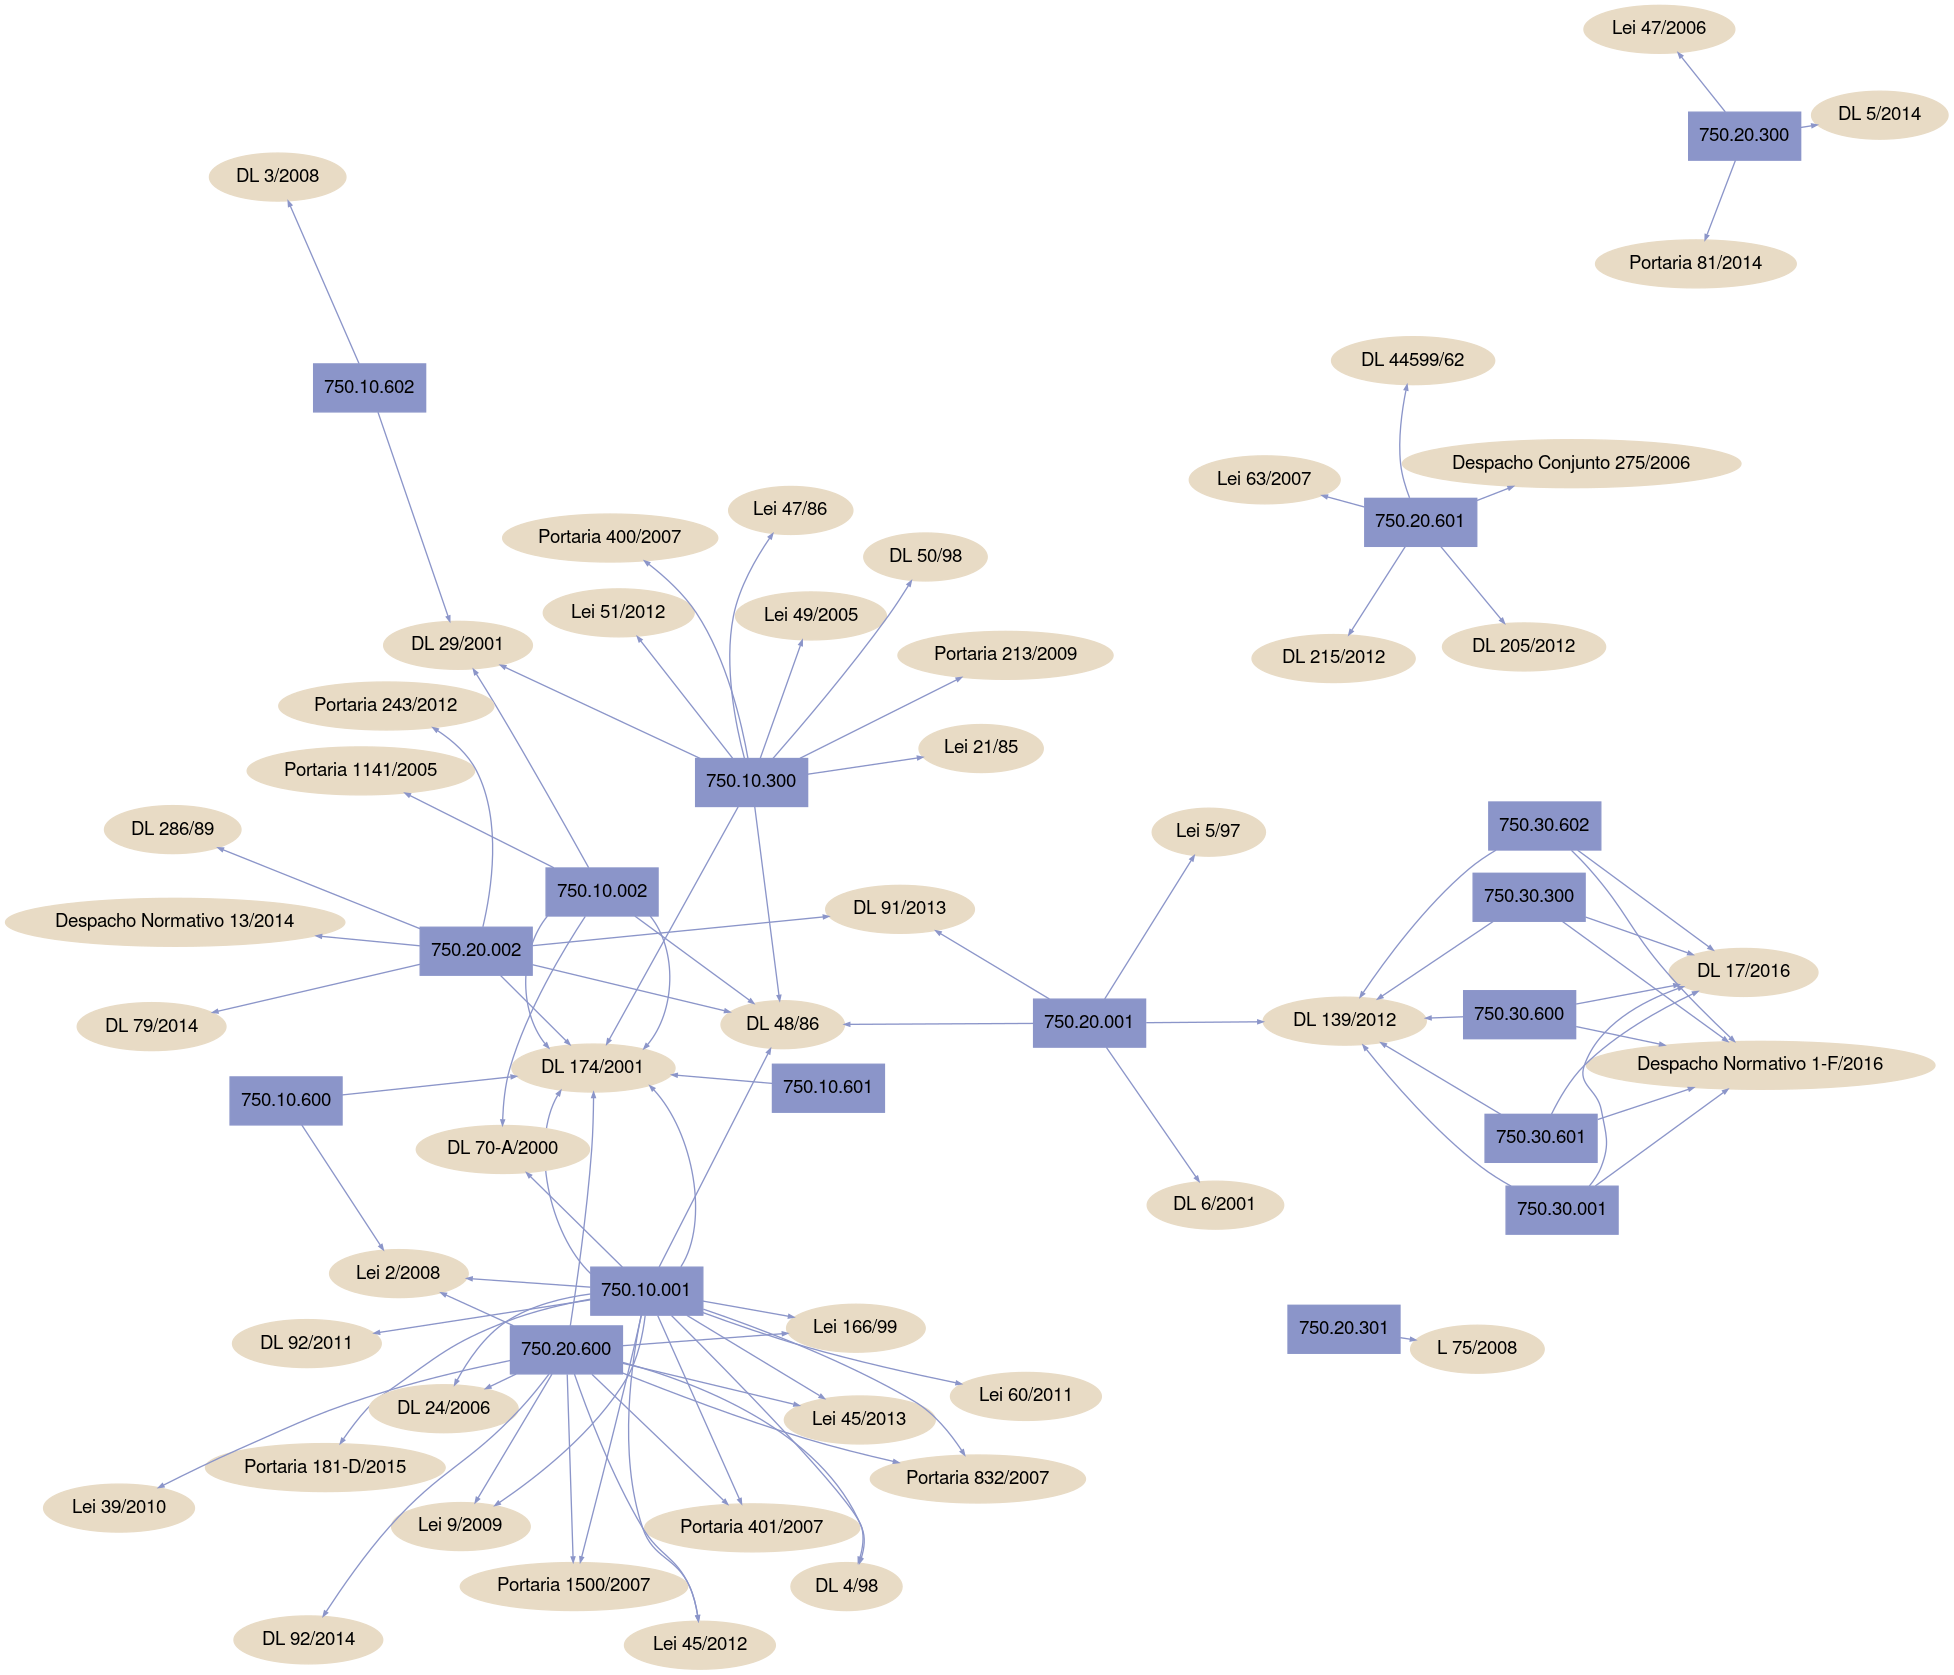 Lei 47/2006
DL 5/2014
750.20.300
DL 3/2008
Portaria 81/2014
DL 44599/62
750.10.602
Despacho Conjunto 275/2006
Lei 63/2007
Lei 47/86
750.20.601
Portaria 400/2007
DL 50/98
Lei 51/2012
Lei 49/2005
DL 29/2001
DL 205/2012
Portaria 213/2009
DL 215/2012
Portaria 243/2012
Lei 21/85
Portaria 1141/2005
750.10.300
DL 286/89
Lei 5/97
750.30.602
750.10.002
750.30.300
DL 91/2013
Despacho Normativo 13/2014
750.20.002
DL 17/2016
750.30.600
DL 79/2014
DL 48/86
750.20.001
DL 139/2012
DL 174/2001
Despacho Normativo 1-F/2016
750.10.601
750.10.600
750.30.601
DL 70-A/2000
DL 6/2001
750.30.001
Lei 2/2008
750.10.001
Lei 166/99
750.20.301
DL 92/2011
750.20.600
L 75/2008
Lei 60/2011
DL 24/2006
Lei 45/2013
Portaria 181-D/2015
Portaria 832/2007
Lei 39/2010
Lei 9/2009
Portaria 401/2007
Portaria 1500/2007
DL 4/98
DL 92/2014
Lei 45/2012